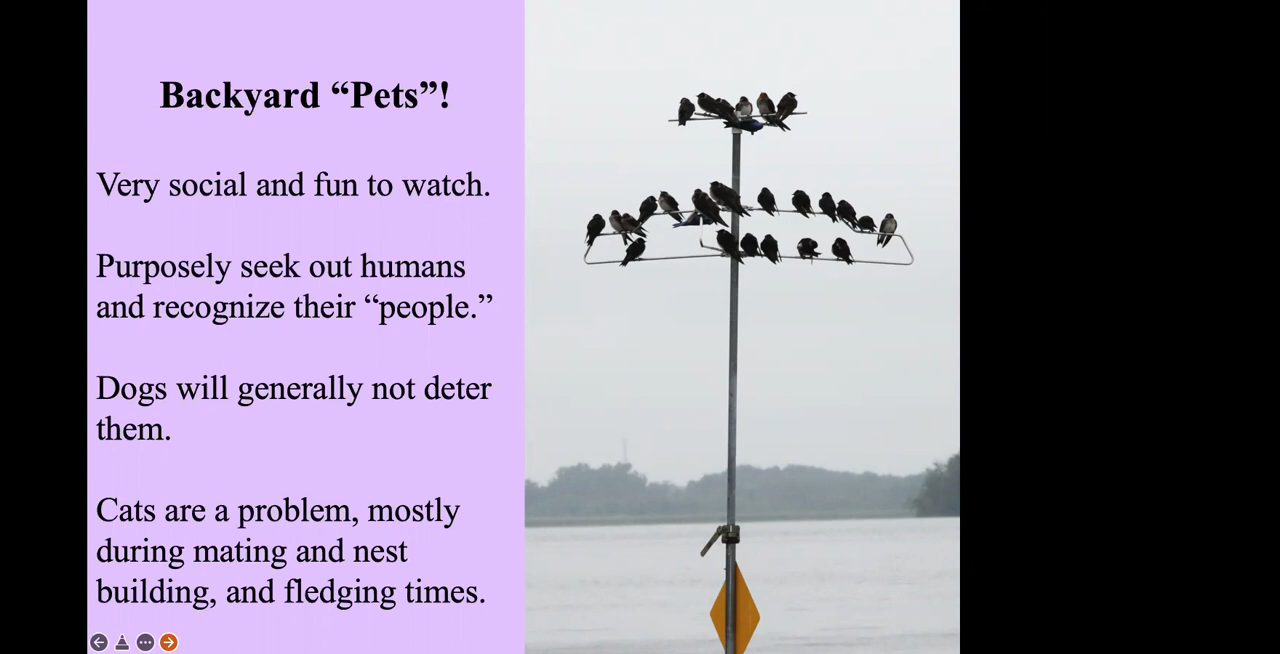 Backyard “Pets”!
Very social and fun to watch.
Purposely seek out humans
and recognize their “people.”
Dogs will generally not deter
them.
Cats are a problem, mostly
during mating and nest
building, and fledging times.